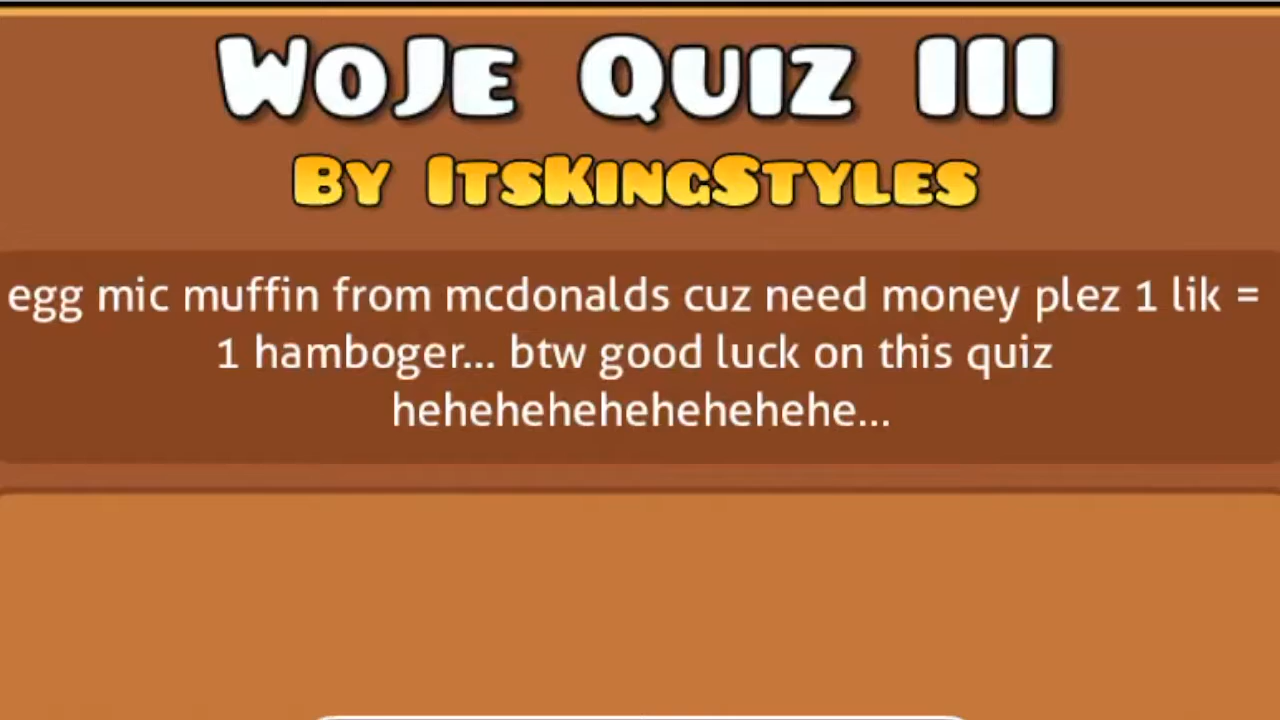 WoJe Quiz III
By ItsKingStyles
egg mic muffin from mcdonalds cuz need money plez 1 lik =
1 hamboger... btw good luck on this quiz
hehehehehehehehehehe...